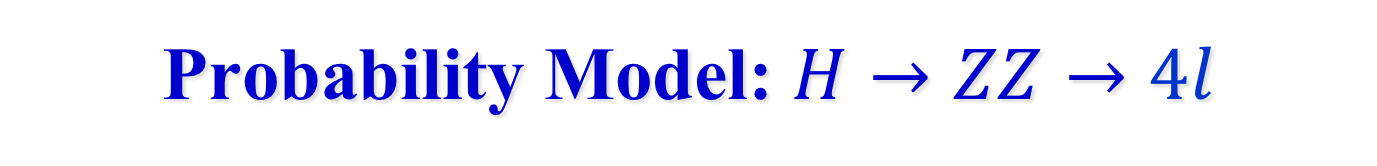 Probability Model: H → ZZ → 4l